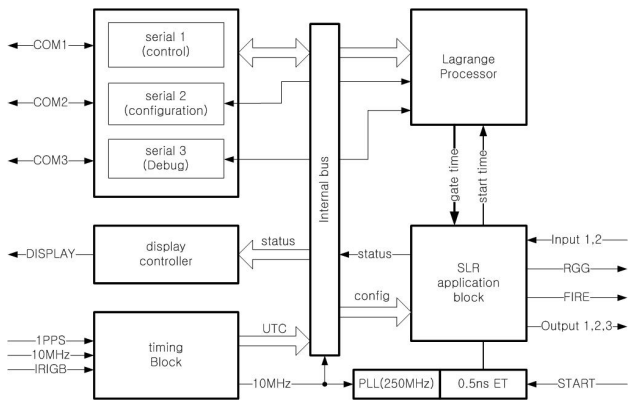 COM1
serial 1
(control)
Lagrange
Processor
COM2
serial 2
(configuration)
COM3
serial 3
(Debug)
Internal bus
gate time
start time
DISPLAY
display
controller
status
status
SLR
application
block
Input 1,2
RGG
FIRE
Output 1,2,3
config
1PPS
10MHz
IRIGB
timing
Block
UTC
10MHz
PLL(250MHz)
0.5ns ET
START